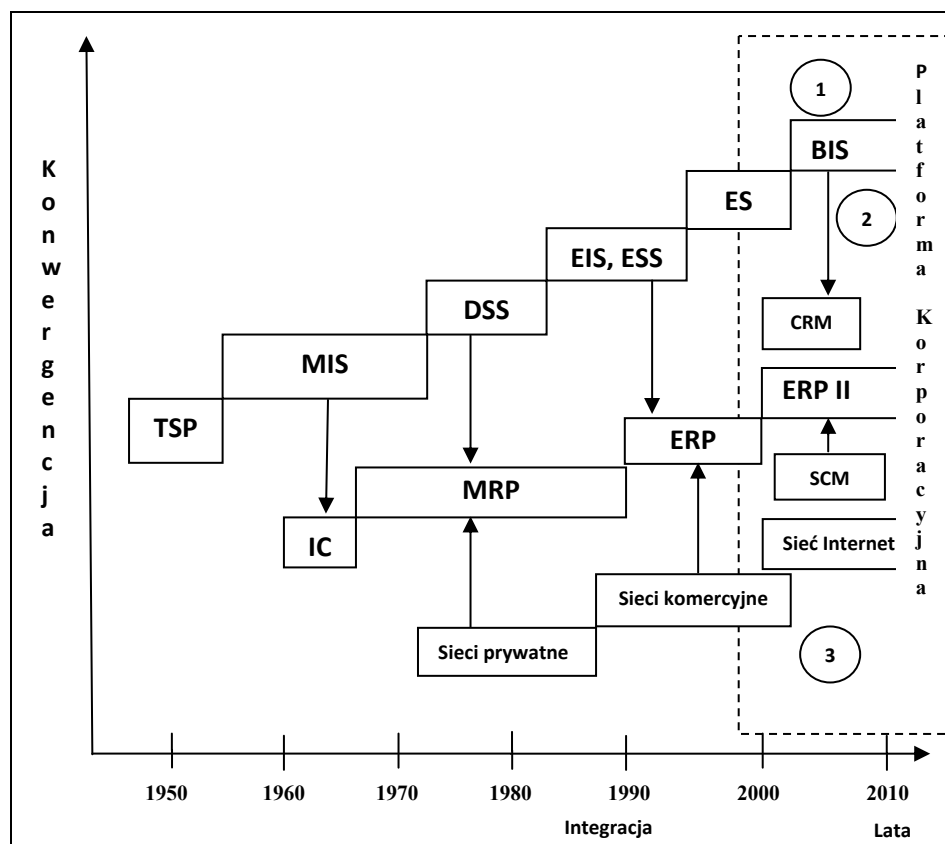 Konwergencja
Platforma Korporacyjna
1
BIS
ES
2
EIS, ESS
DSS
CRM
MIS
ERP II
TSP
ERP
SCM
MRP
IC
Sieć Internet
Sieci komercyjne
Sieci prywatne
3
1950 1960 1970 1980 1990 2000 2010
Integracja Lata